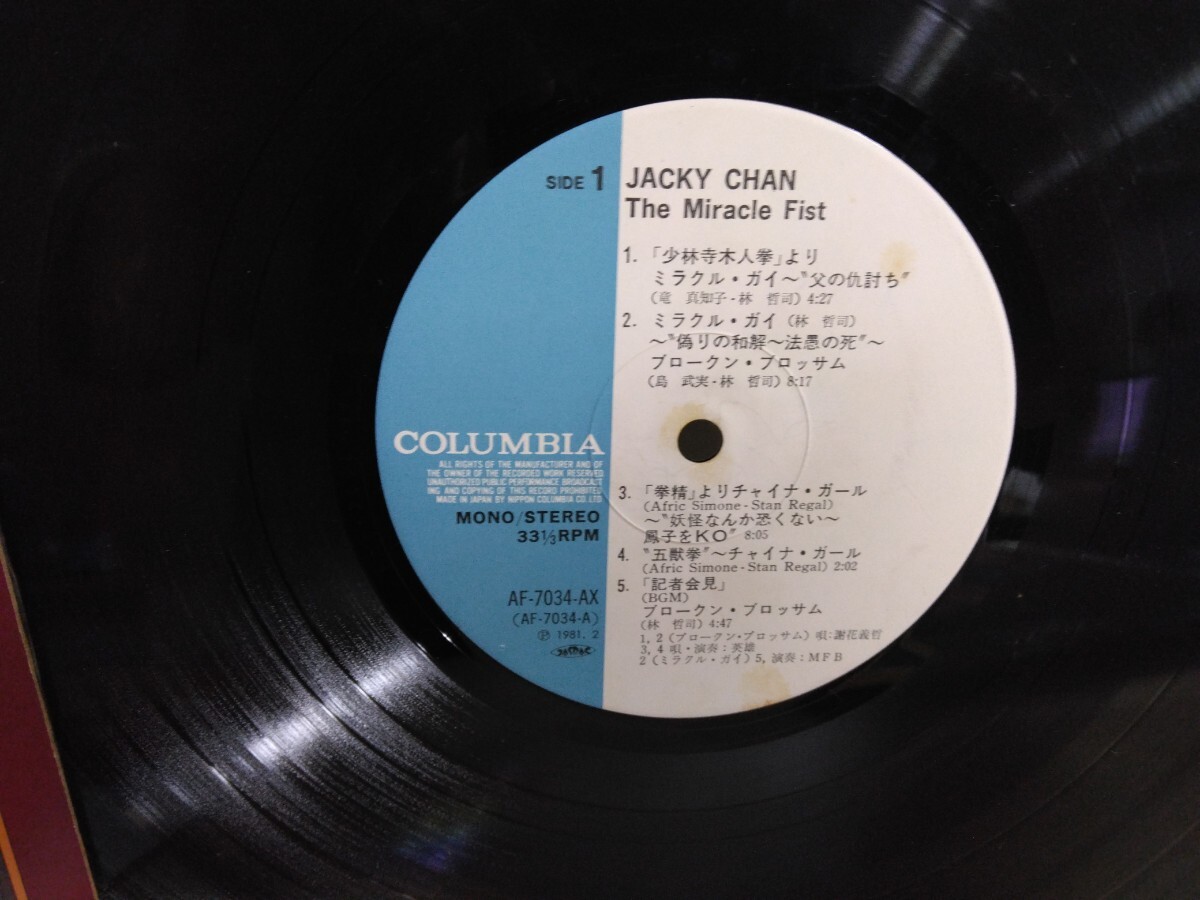 SIDE 1
JACKY CHAN
The Miracle Fist
1. 「少林寺木人拳」より
ミラクル・ガイ〜〝父の仇討ち〟
(竜 真知子-林 哲司) 4:27
2. ミラクル・ガイ (林 哲司)
〜〝偽りの和解〜法愚の死〟〜
ブロークン・ブロッサム
(島 武実-林 哲司) 8:17
3. 「拳精」よりチャイナ・ガール
(Afric Simone-Stan Regal)
〜〝妖怪なんか恐くない〜
鳳子をKO〟 8:05
4. 〝五獣拳〟〜チャイナ・ガール
(Afric Simone-Stan Regal) 2:02
5. 「記者会見」
(BGM)
ブロークン・ブロッサム
(林 哲司) 4:47
1, 2 (ブロークン・ブロッサム) 唄:謝花義哲
3, 4 唄・演奏:英雄
2 (ミラクル・ガイ) 5, 演奏:MFB
COLUMBIA
ALL RIGHTS OF THE MANUFACTURER AND OF
THE OWNER OF THE RECORDED WORK RESERVED
UNAUTHORIZED PUBLIC PERFORMANCE BROADCAST
ING AND COPYING OF THIS RECORD PROHIBITED
MADE IN JAPAN BY NIPPON COLUMBIA CO LTD
MONO/STEREO
33⅓RPM
AF-7034-AX
(AF-7034-A)
Ⓟ 1981. 2